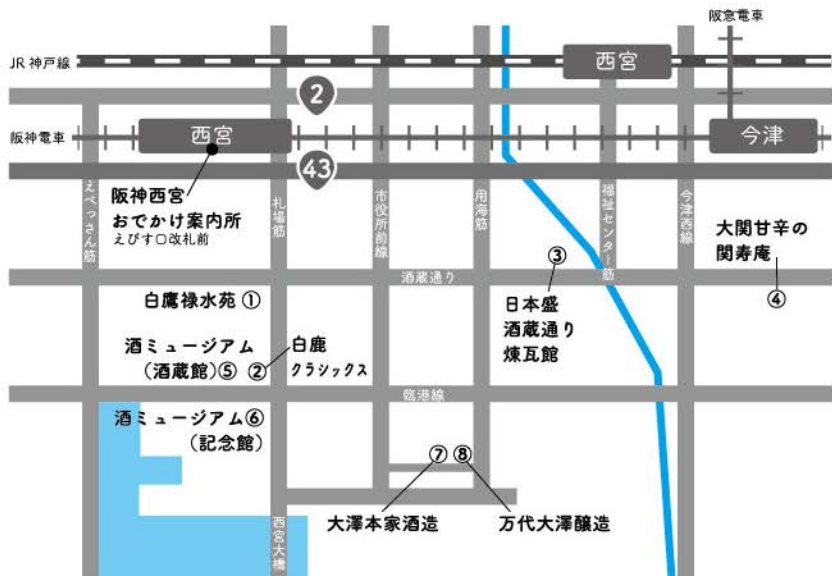 阪急電車
JR 神戸線
西宮
2
阪神電車
西宮
今津
43
阪神西宮
おでかけ案内所
えびす口改札前
えべっさん筋
札場筋
市役所前線
用海筋
福祉センター筋
今津西線
大関甘辛の
関寿庵
④
酒蔵通り
③
日本盛
酒蔵通り
煉瓦館
白鷹禄水苑 ①
酒ミュージアム
(酒蔵館)⑤
② 白鹿
クラシックス
臨港線
酒ミュージアム⑥
(記念館)
⑦ ⑧
大澤本家酒造
万代大澤醸造
西宮大橋